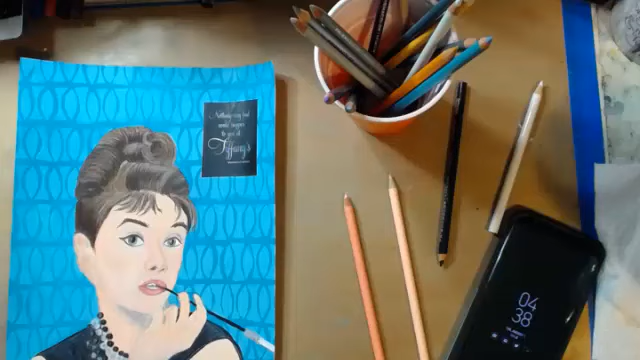 Nothing very bad
could happen
to you at
Tiffany's
04
38